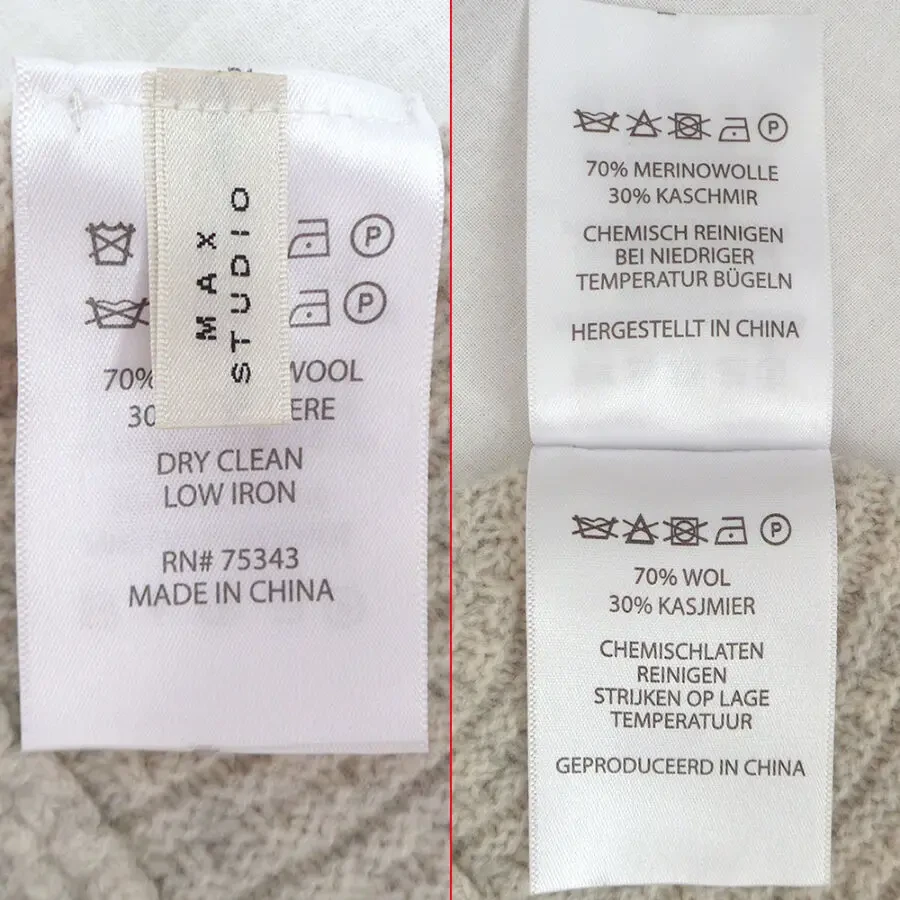 MAX
STUDIO
P
P
70% WOOL
30 ERE
DRY CLEAN
LOW IRON
RN# 75343
MADE IN CHINA
P
70% MERINOWOLLE
30% KASCHMIR
CHEMISCH REINIGEN
BEI NIEDRIGER
TEMPERATUR BÜGELN
HERGESTELLT IN CHINA
P
70% WOL
30% KASJMIER
CHEMISCHLATEN
REINIGEN
STRIJKEN OP LAGE
TEMPERATUUR
GEPRODUCEERD IN CHINA